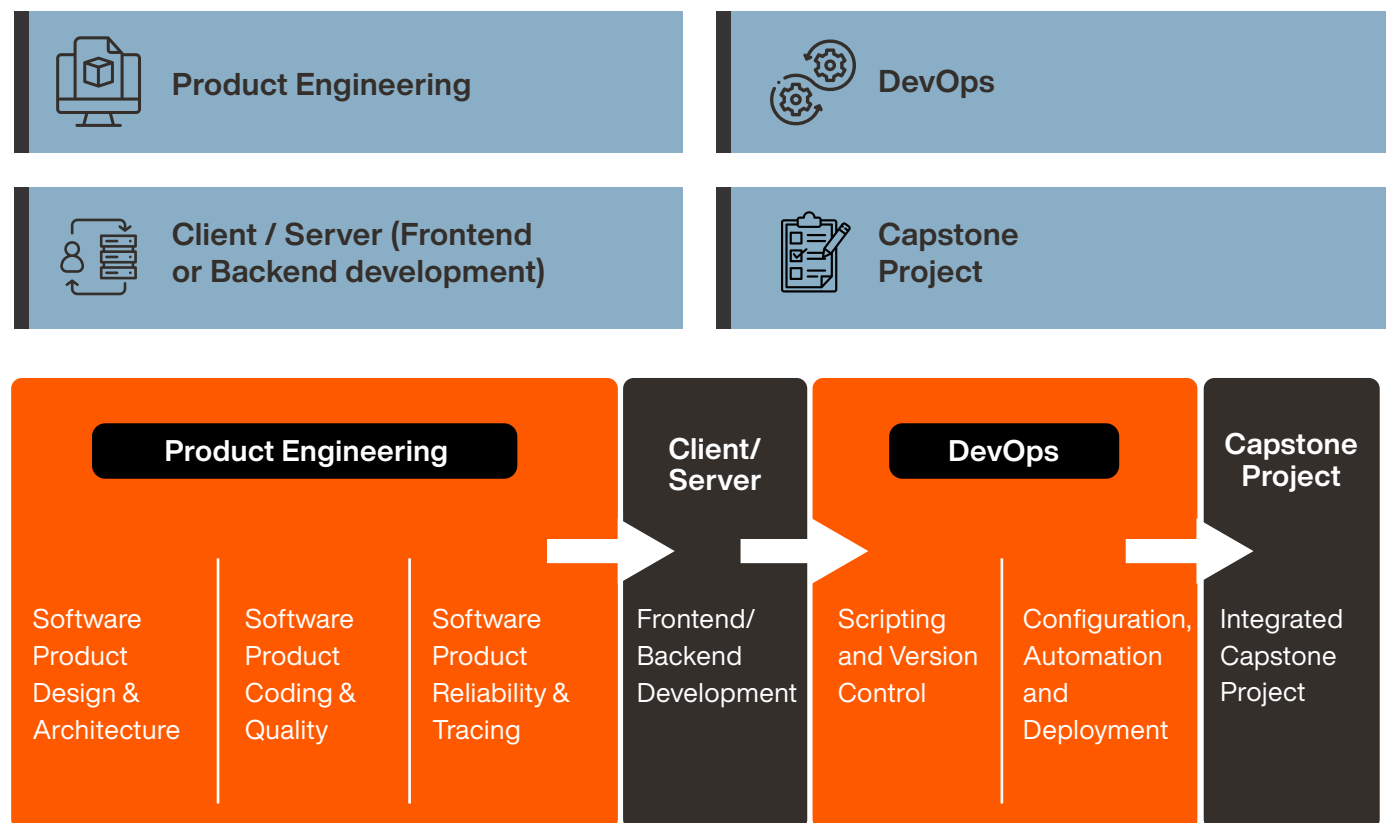 Product Engineering
DevOps
Client / Server (Frontend
or Backend development)
Capstone
Project
Product Engineering
Software
Product
Design &
Architecture
Software
Product
Coding &
Quality
Software
Product
Reliability &
Tracing
Client/
Server
Frontend/
Backend
Development
DevOps
Scripting
and Version
Control
Configuration,
Automation
and
Deployment
Capstone
Project
Integrated
Capstone
Project